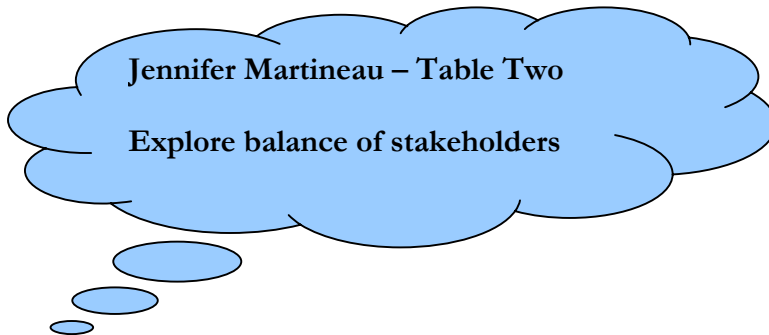 Jennifer Martineau – Table Two
Explore balance of stakeholders